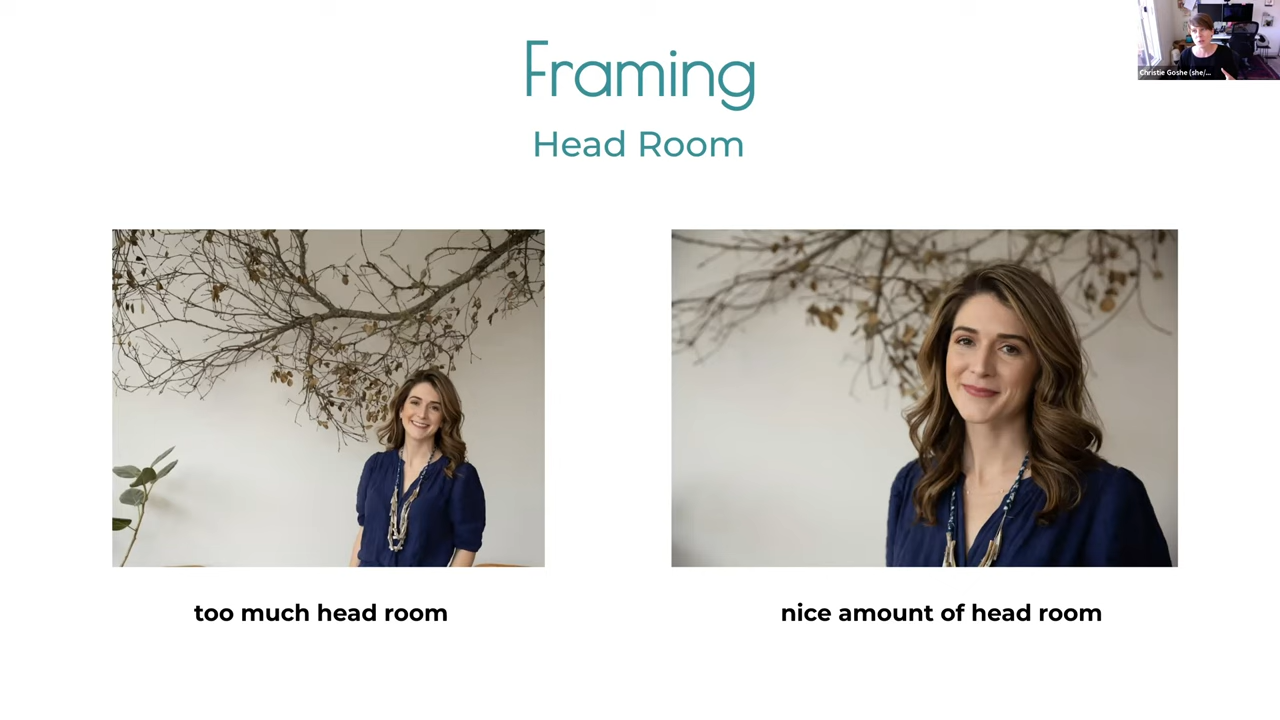 Framing
Head Room
Christie Goshe (she/...
too much head room
nice amount of head room